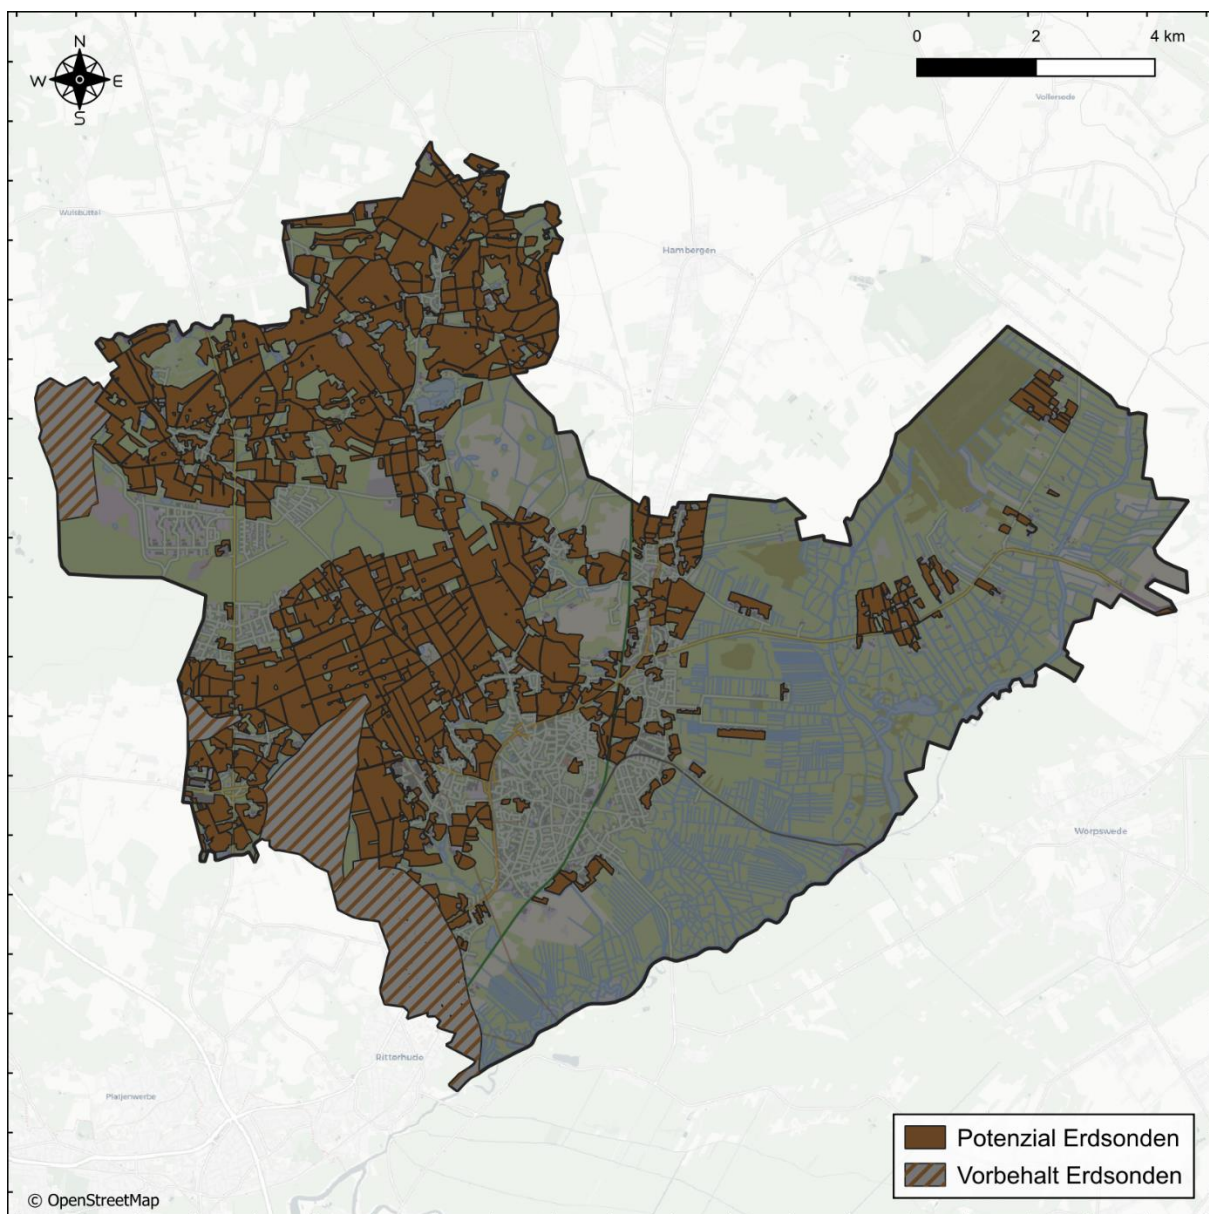 N
W E
S
0 2 4 km
Vollersode
Wulsbüttel
Hambergen
Worpswede
Ritterhude
Platjenwerbe
Potenzial Erdsonden
Vorbehalt Erdsonden
© OpenStreetMap